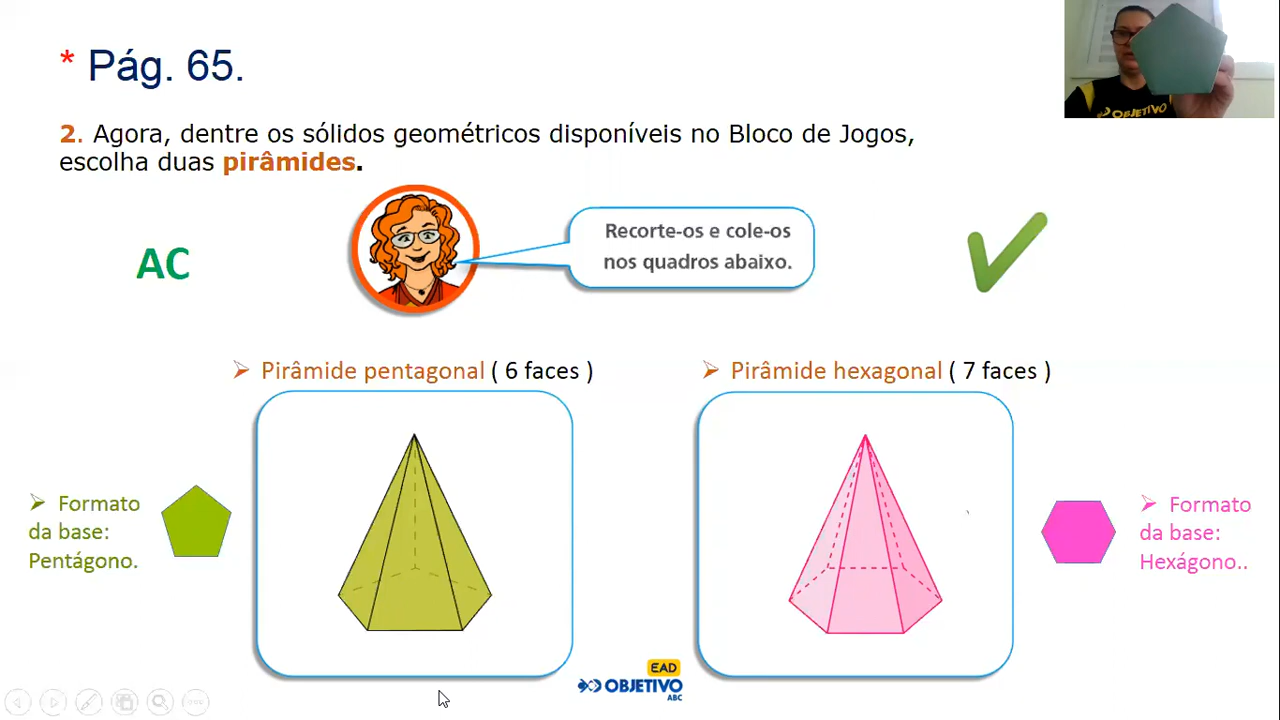 * Pág. 65.
OBJETIVO
2. Agora, dentre os sólidos geométricos disponíveis no Bloco de Jogos,
escolha duas pirâmides.
Recorte-os e cole-os
nos quadros abaixo.
AC
➢ Pirâmide pentagonal ( 6 faces )
➢ Pirâmide hexagonal ( 7 faces )
➢ Formato
da base:
Pentágono.
➢ Formato
da base:
Hexágono..
EAD
OBJETIVO
ABC